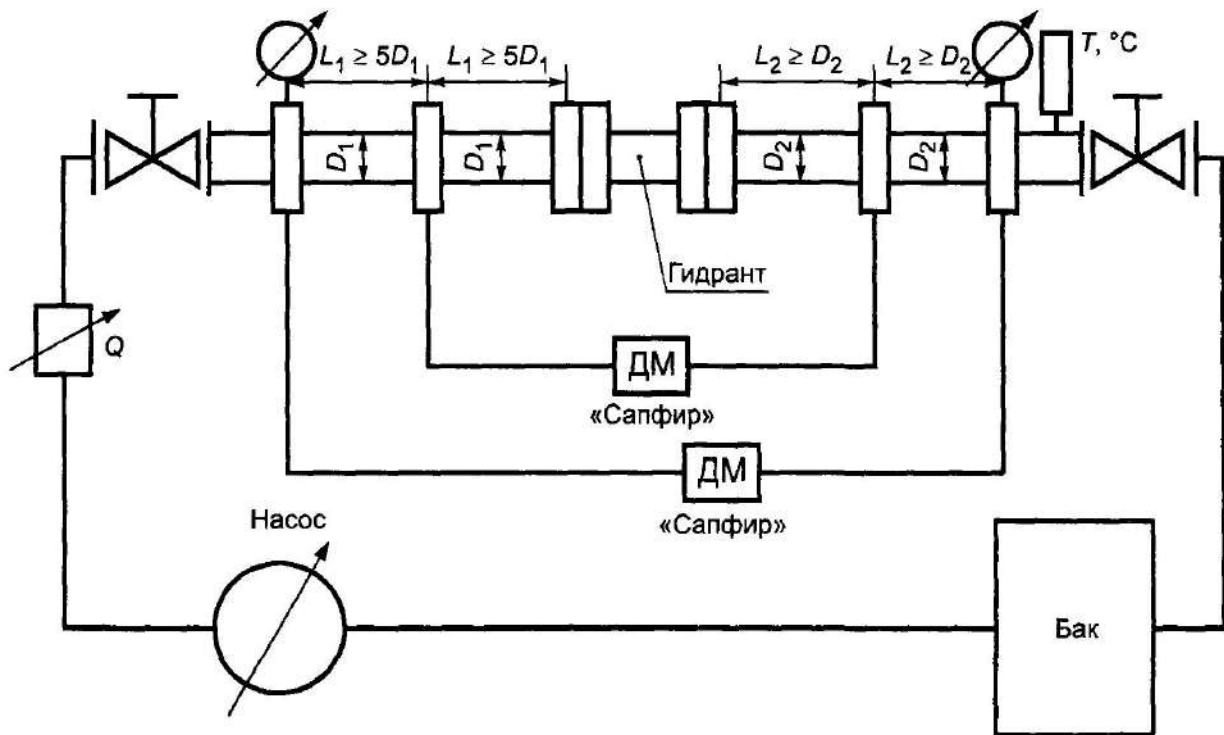 L₁ ≥ 5D₁ L₁ ≥ 5D₁ L₂ ≥ D₂ L₂ ≥ D₂ T, °C
D₁ D₁ D₂ D₂
Гидрант
Q
ДМ
«Сапфир»
ДМ
«Сапфир»
Насос
Бак